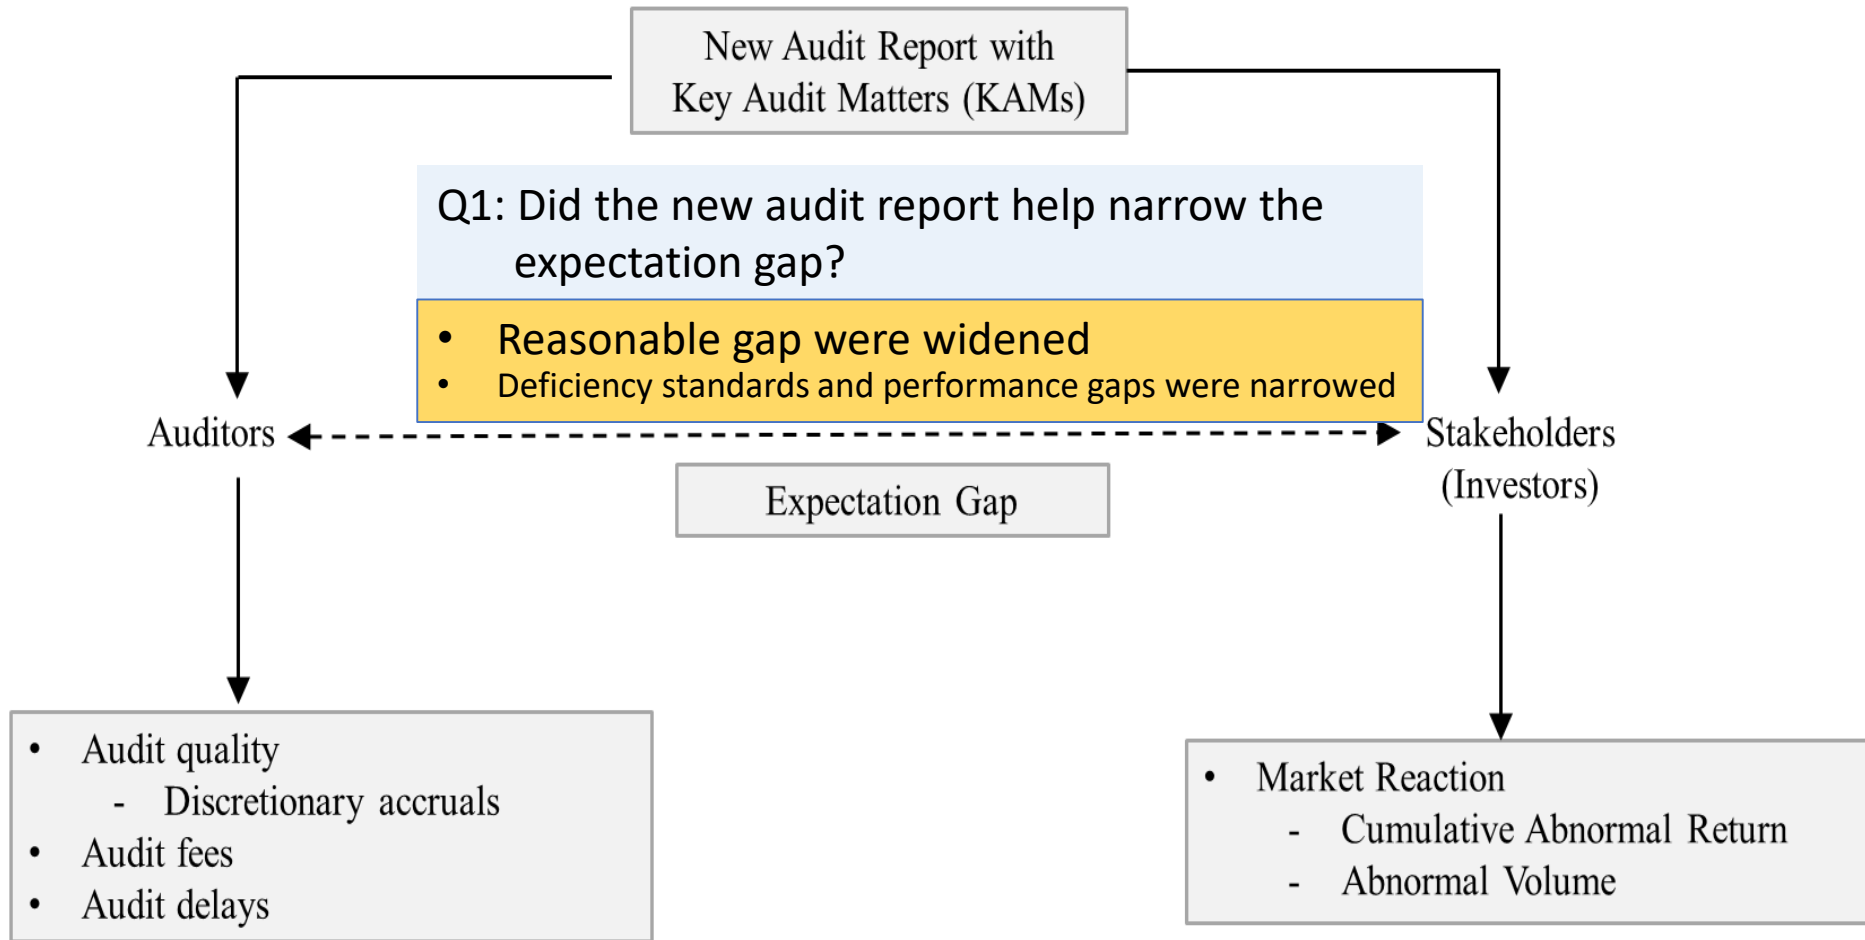 New Audit Report with
Key Audit Matters (KAMs)
Q1: Did the new audit report help narrow the
expectation gap?
• Reasonable gap were widened
• Deficiency standards and performance gaps were narrowed
Auditors
Stakeholders
(Investors)
Expectation Gap
• Audit quality
- Discretionary accruals
• Audit fees
• Audit delays
• Market Reaction
- Cumulative Abnormal Return
- Abnormal Volume